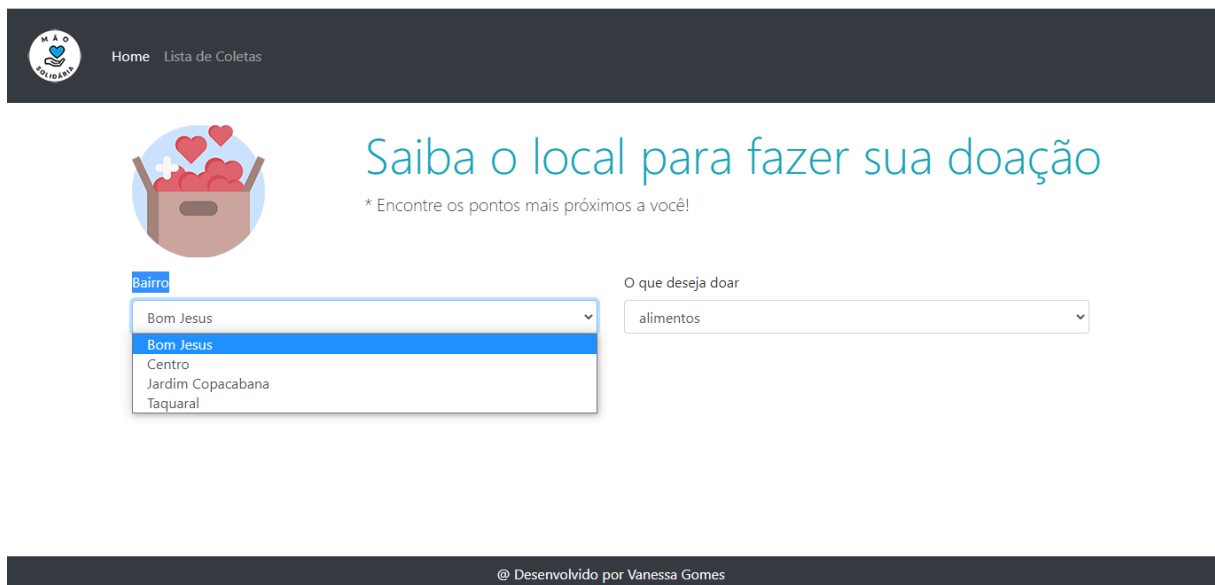 MÃO
SOLIDÁRIA
Home Lista de Coletas
Saiba o local para fazer sua doação
* Encontre os pontos mais próximos a você!
Bairro
Bom Jesus
Bom Jesus
Centro
Jardim Copacabana
Taquaral
O que deseja doar
alimentos
@ Desenvolvido por Vanessa Gomes